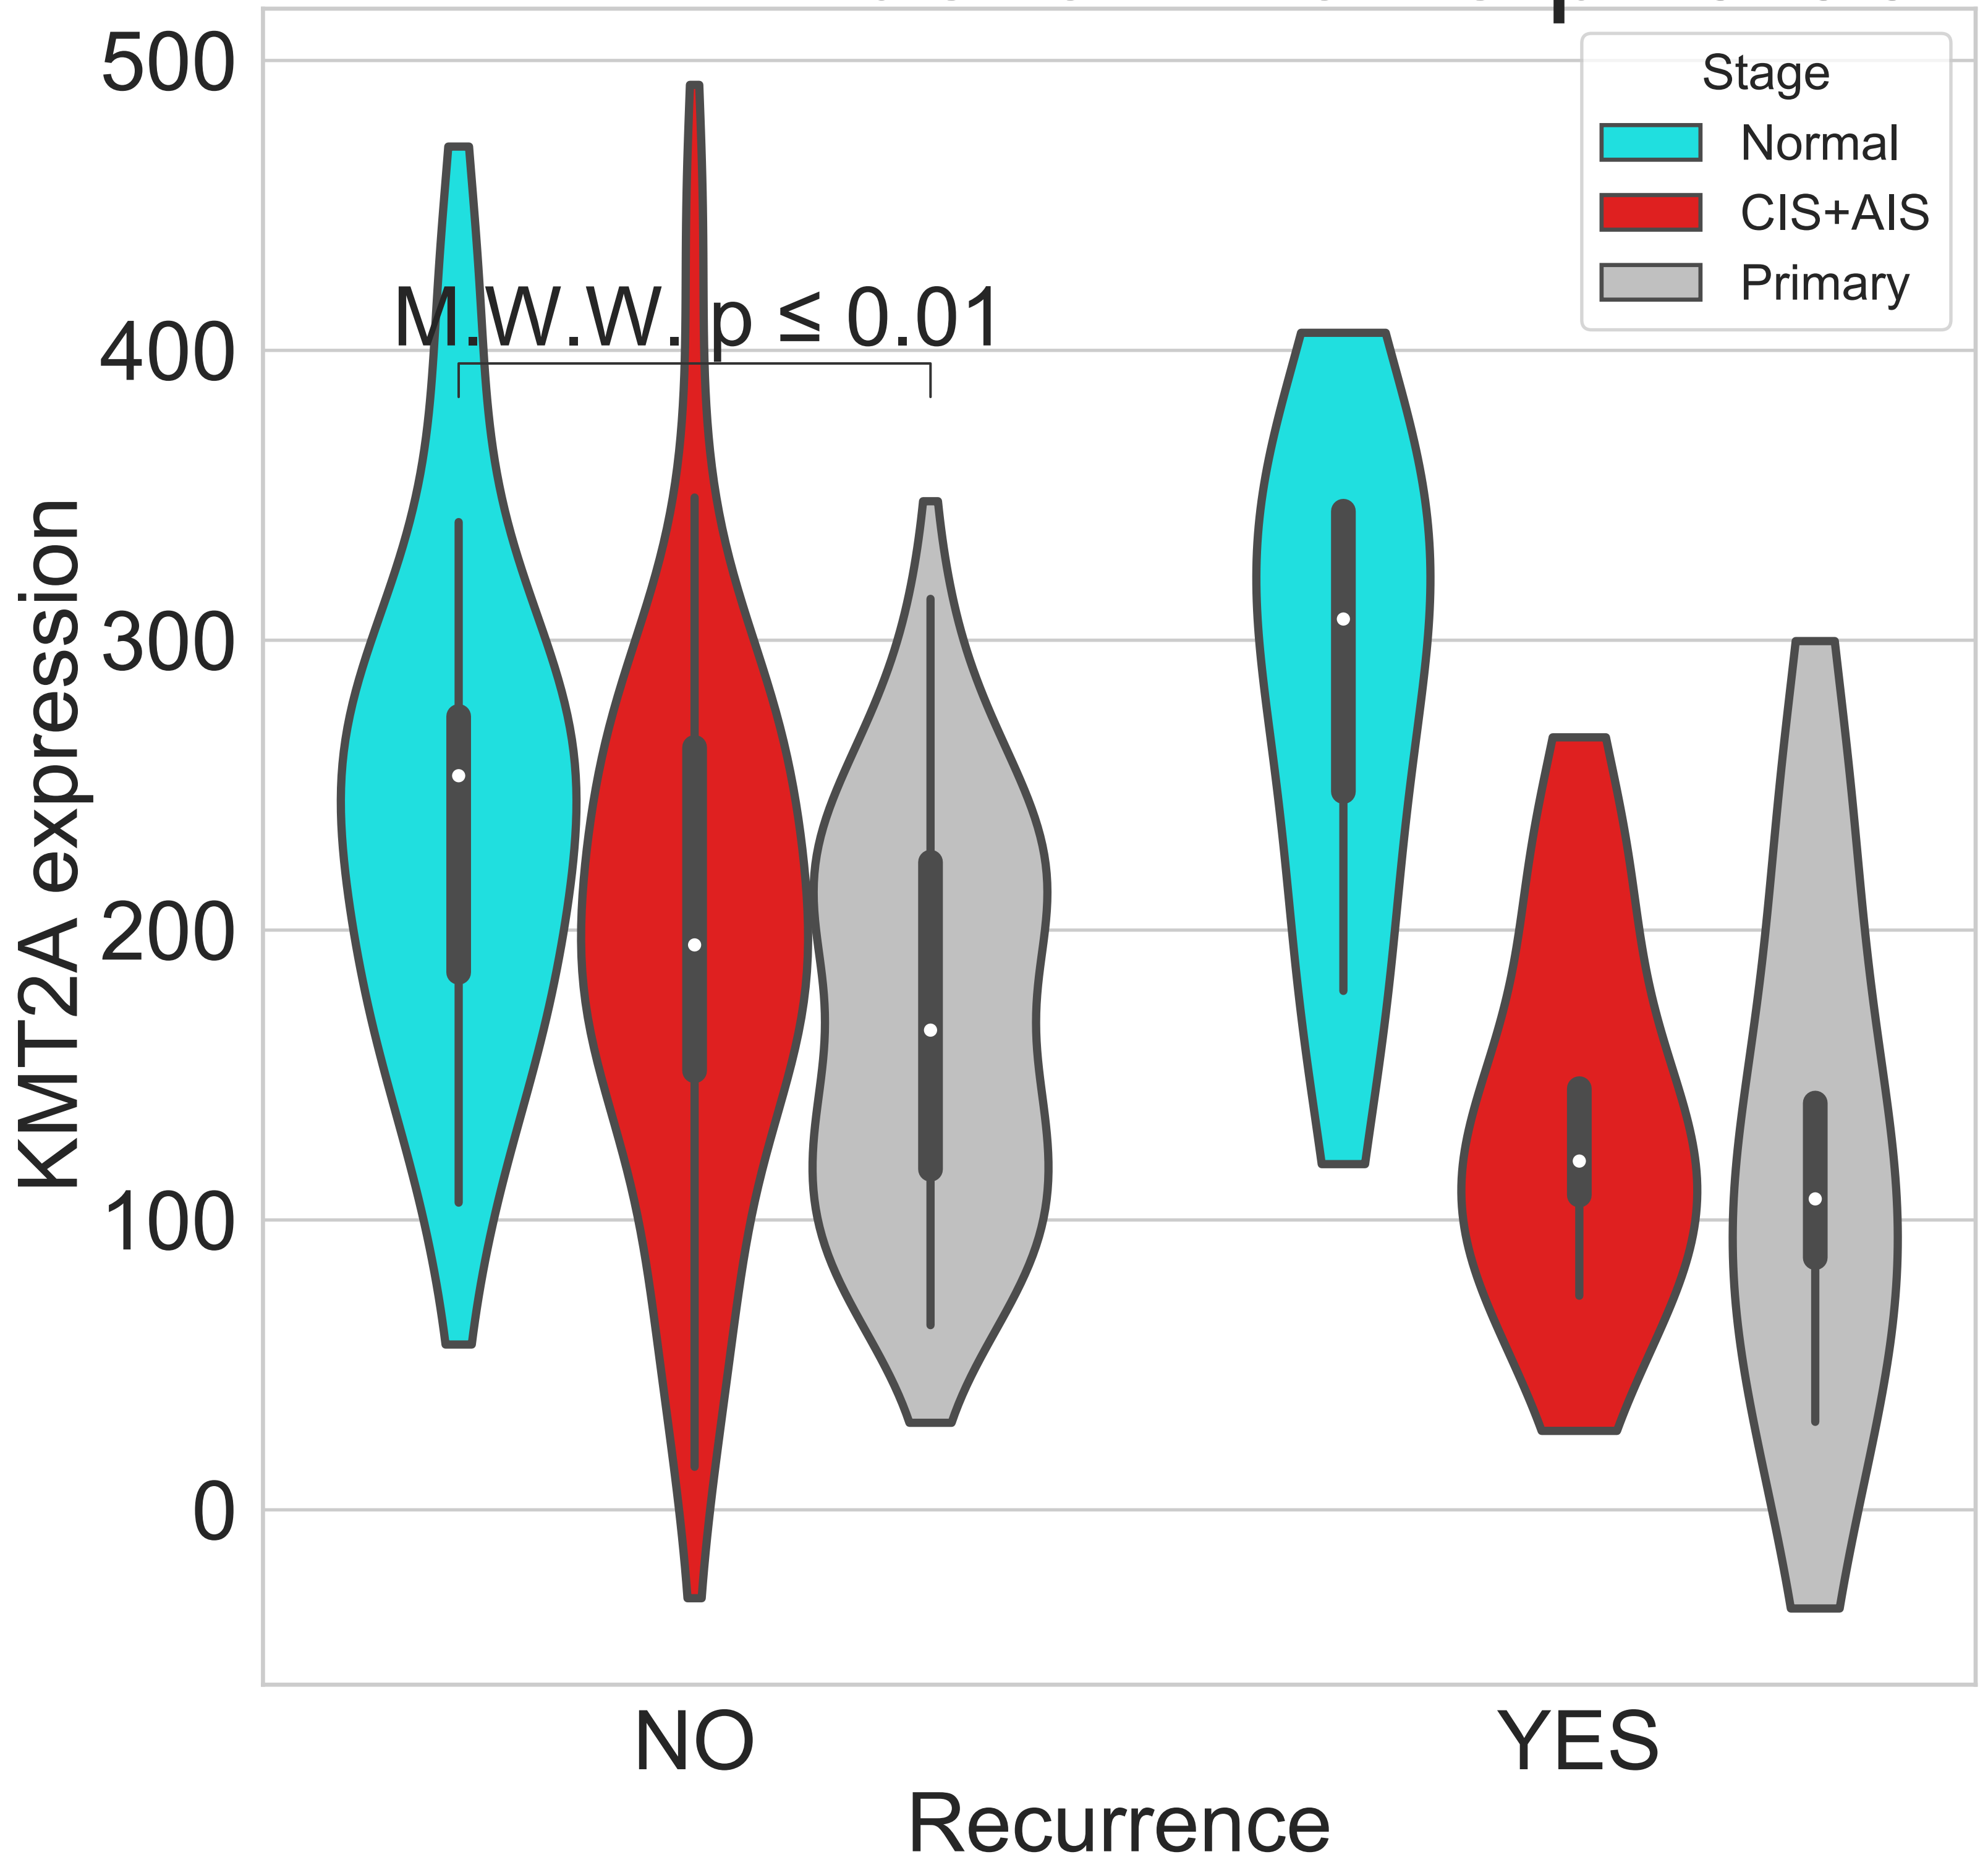 500
400
300
200
100
0
KMT2A expression
M.W.W. p ≤ 0.01
Stage
Normal
CIS+AIS
Primary
NO
YES
Recurrence